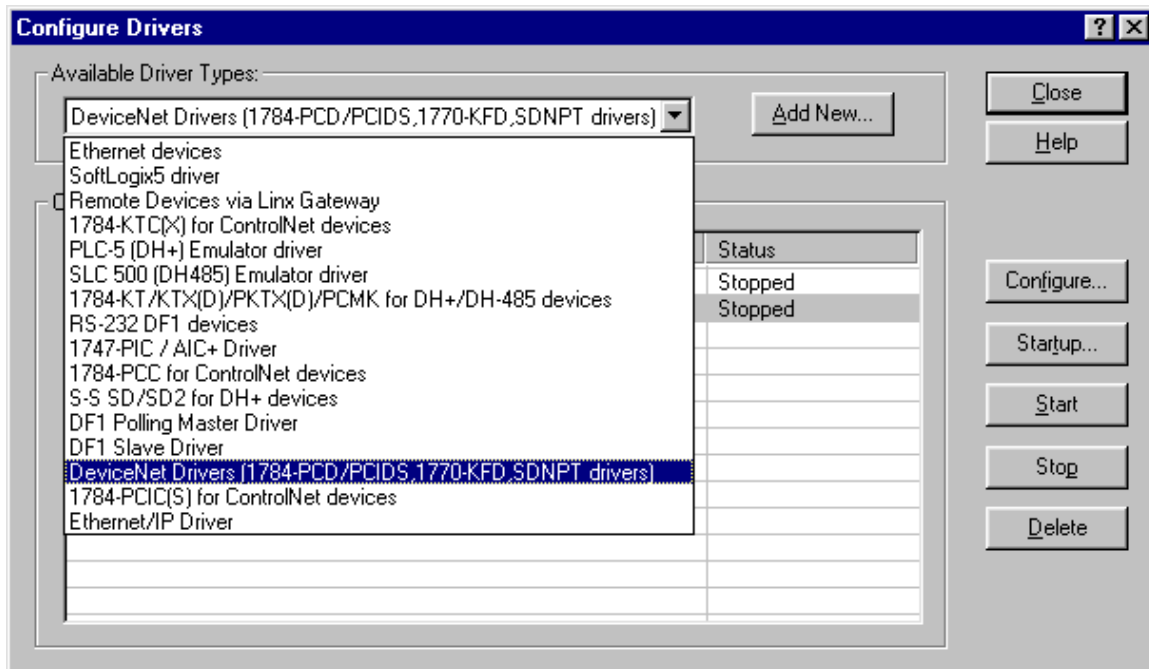 Configure Drivers
Available Driver Types:
DeviceNet Drivers (1784-PCD/PCIDS,1770-KFD,SDNPT drivers)
Add New...
Close
Help
Ethernet devices
SoftLogix5 driver
Remote Devices via Linx Gateway
1784-KTC(X) for ControlNet devices
PLC-5 (DH+) Emulator driver
SLC 500 (DH485) Emulator driver
1784-KT/KTX(D)/PKTX(D)/PCMK for DH+/DH-485 devices
RS-232 DF1 devices
1747-PIC / AIC+ Driver
1784-PCC for ControlNet devices
S-S SD/SD2 for DH+ devices
DF1 Polling Master Driver
DF1 Slave Driver
DeviceNet Drivers (1784-PCD/PCIDS,1770-KFD,SDNPT drivers)
1784-PCIC(S) for ControlNet devices
Ethernet/IP Driver
Status
Stopped
Stopped
Configure...
Startup...
Start
Stop
Delete